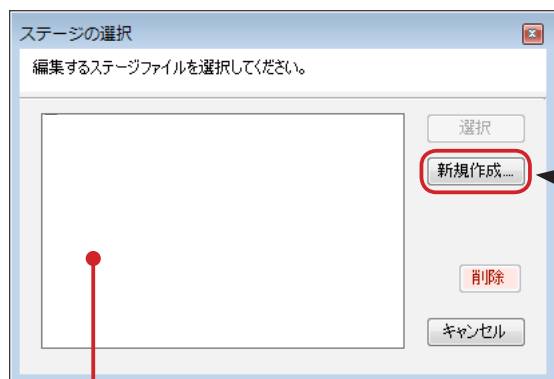 ステージの選択
編集するステージファイルを選択してください。
選択
新規作成...
削除
キャンセル